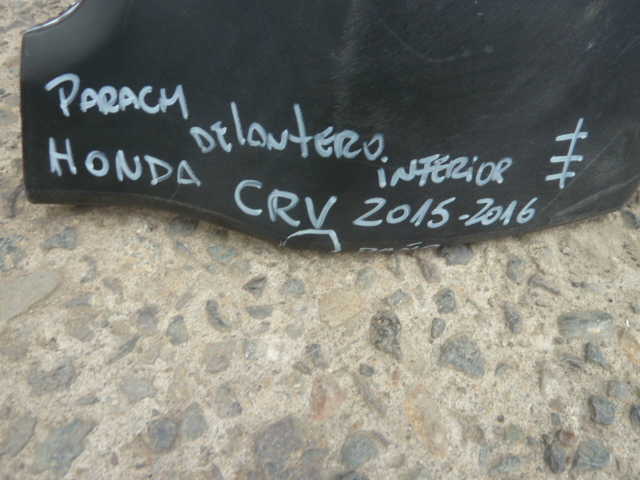 PARACH
DELANTERO INFERIOR
HONDA CRV 2015-2016